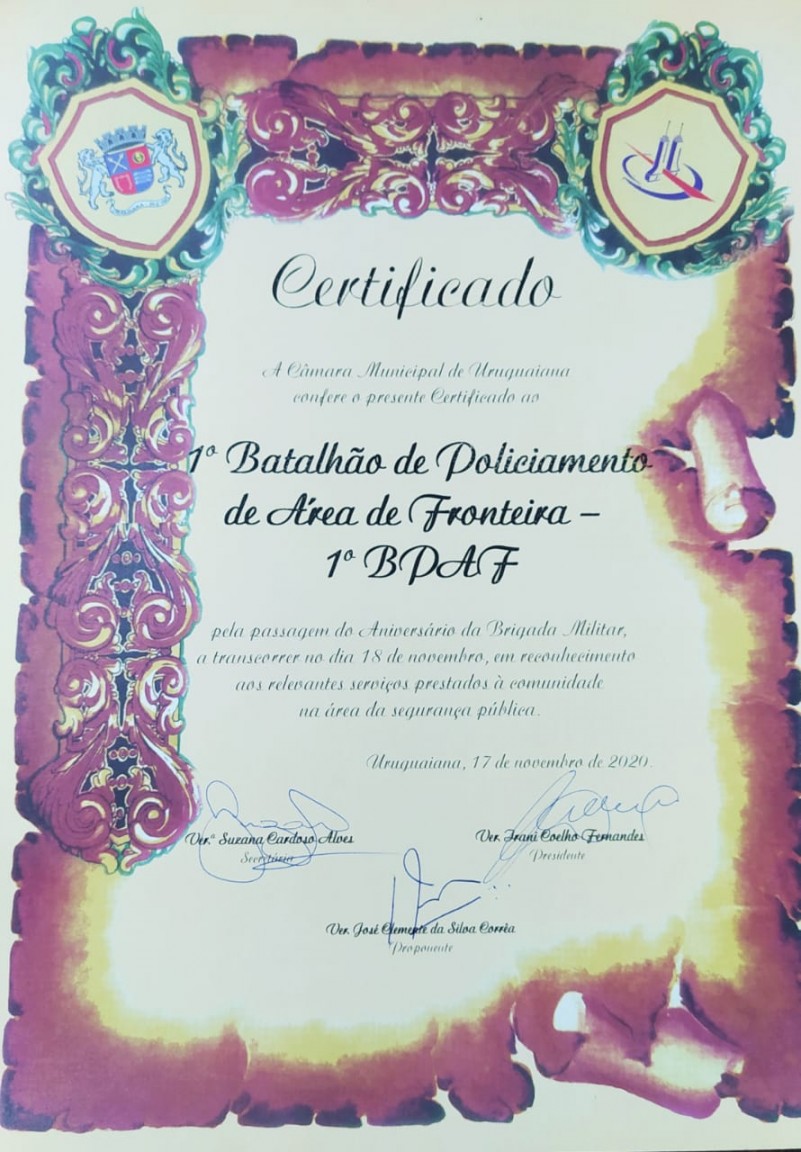 Certificado
A Câmara Municipal de Uruguaiana
confere o presente Certificado ao
1º Batalhão de Policiamento
de Área de Fronteira –
1º BPAF
pela passagem do Aniversário da Brigada Militar,
a transcorrer no dia 18 de novembro, em reconhecimento
aos relevantes serviços prestados à comunidade
na área da segurança pública.
Uruguaiana, 17 de novembro de 2020.
Ver.ª Suzana Cardoso Alves
Secretária
Ver. Irani Coelho Fernandes
Presidente
Ver. José Clemente da Silva Corrêa
Proponente